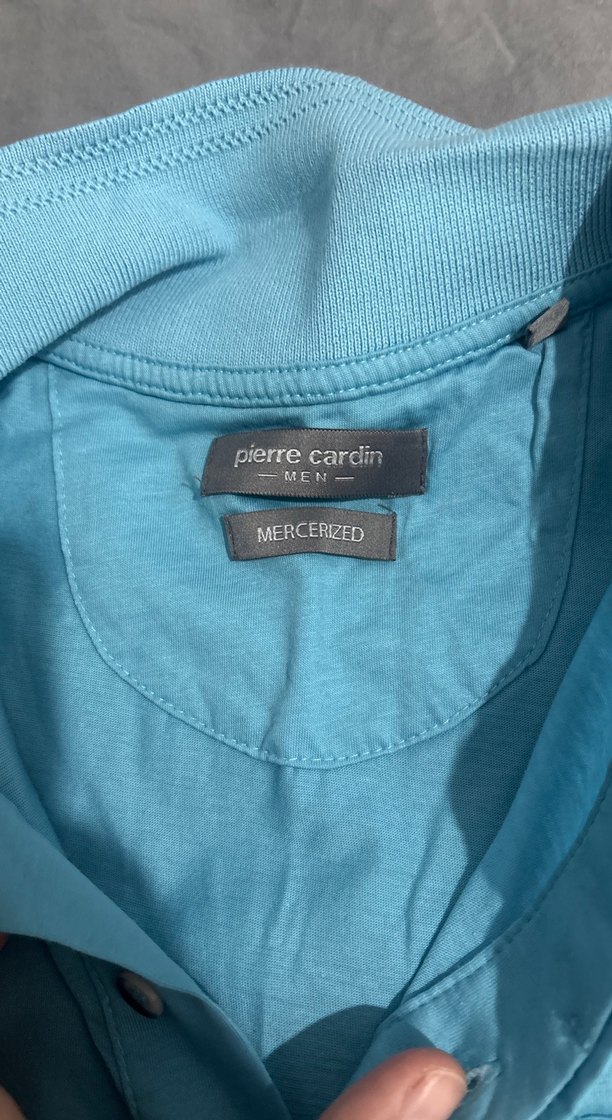 pierre cardin
— MEN —
MERCERIZED